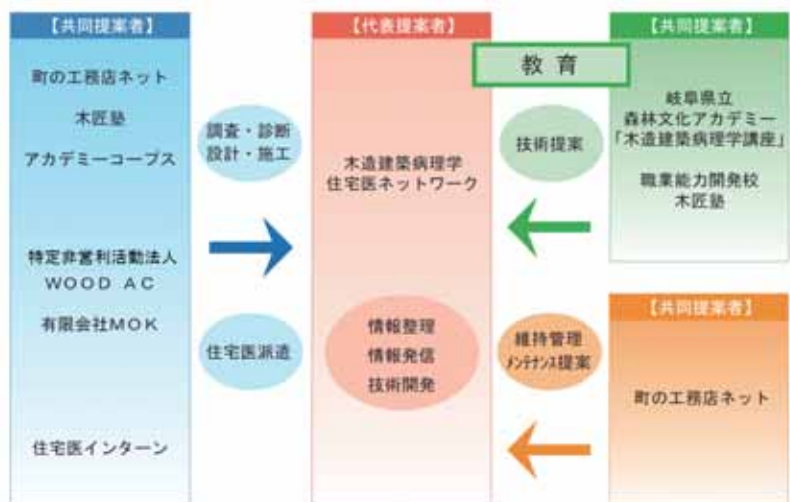 【共同提案者】
町の工務店ネット
木匠塾
アカデミーコープス
特定非営利活動法人
WOOD AC
有限会社MOK
住宅医インターン
調査・診断
設計・施工
住宅医派遣
【代表提案者】
木造建築病理学
住宅医ネットワーク
情報整理
情報発信
技術開発
教育
技術提案
維持管理
メンテナンス提案
【共同提案者】
岐阜県立
森林文化アカデミー
「木造建築病理学講座」
職業能力開発校
木匠塾
【共同提案者】
町の工務店ネット